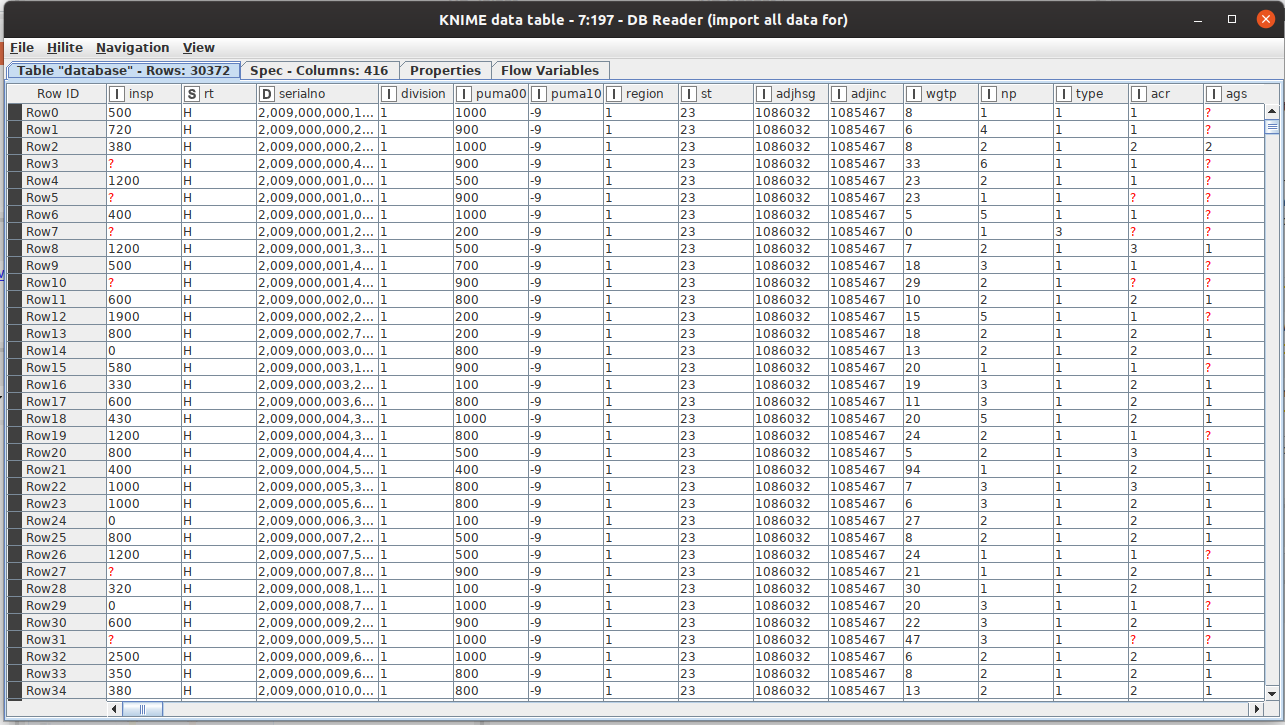 KNIME data table - 7:197 - DB Reader (import all data for)
File Hilite Navigation View
Table "database" - Rows: 30372 Spec - Columns: 416 Properties Flow Variables
Row ID I insp S rt D serialno I division I puma00 I puma10 I region I st I adjhsg I adjinc I wgtp I np I type I acr I ags
Row0 500 H 2,009,000,000,1... 1 1000 -9 1 23 1086032 1085467 8 1 1 1 ?
Row1 720 H 2,009,000,000,2... 1 900 -9 1 23 1086032 1085467 6 4 1 1 ?
Row2 380 H 2,009,000,000,2... 1 1000 -9 1 23 1086032 1085467 8 2 1 2 2
Row3 ? H 2,009,000,000,4... 1 900 -9 1 23 1086032 1085467 33 6 1 1 ?
Row4 1200 H 2,009,000,001,0... 1 500 -9 1 23 1086032 1085467 23 2 1 1 ?
Row5 ? H 2,009,000,001,0... 1 900 -9 1 23 1086032 1085467 23 1 1 ? ?
Row6 400 H 2,009,000,001,0... 1 1000 -9 1 23 1086032 1085467 5 5 1 1 ?
Row7 ? H 2,009,000,001,2... 1 200 -9 1 23 1086032 1085467 0 1 3 ? ?
Row8 1200 H 2,009,000,001,3... 1 500 -9 1 23 1086032 1085467 7 2 1 3 1
Row9 500 H 2,009,000,001,4... 1 700 -9 1 23 1086032 1085467 18 3 1 1 ?
Row10 ? H 2,009,000,001,4... 1 900 -9 1 23 1086032 1085467 29 2 1 ? ?
Row11 600 H 2,009,000,002,0... 1 800 -9 1 23 1086032 1085467 10 2 1 2 1
Row12 1900 H 2,009,000,002,2... 1 200 -9 1 23 1086032 1085467 15 5 1 1 ?
Row13 800 H 2,009,000,002,7... 1 200 -9 1 23 1086032 1085467 18 2 1 2 1
Row14 0 H 2,009,000,003,0... 1 800 -9 1 23 1086032 1085467 13 2 1 2 1
Row15 580 H 2,009,000,003,1... 1 900 -9 1 23 1086032 1085467 20 1 1 1 ?
Row16 330 H 2,009,000,003,2... 1 100 -9 1 23 1086032 1085467 19 3 1 2 1
Row17 600 H 2,009,000,003,6... 1 800 -9 1 23 1086032 1085467 11 3 1 2 1
Row18 430 H 2,009,000,004,3... 1 1000 -9 1 23 1086032 1085467 20 5 1 2 1
Row19 1200 H 2,009,000,004,3... 1 800 -9 1 23 1086032 1085467 24 2 1 1 ?
Row20 800 H 2,009,000,004,4... 1 500 -9 1 23 1086032 1085467 5 2 1 3 1
Row21 400 H 2,009,000,004,5... 1 400 -9 1 23 1086032 1085467 94 1 1 2 1
Row22 1000 H 2,009,000,005,3... 1 800 -9 1 23 1086032 1085467 7 3 1 3 1
Row23 1000 H 2,009,000,005,6... 1 800 -9 1 23 1086032 1085467 6 3 1 2 1
Row24 0 H 2,009,000,006,3... 1 100 -9 1 23 1086032 1085467 27 2 1 2 1
Row25 800 H 2,009,000,007,2... 1 500 -9 1 23 1086032 1085467 8 2 1 2 1
Row26 1200 H 2,009,000,007,5... 1 500 -9 1 23 1086032 1085467 24 1 1 1 ?
Row27 ? H 2,009,000,007,8... 1 900 -9 1 23 1086032 1085467 21 1 1 2 1
Row28 320 H 2,009,000,008,1... 1 100 -9 1 23 1086032 1085467 30 1 1 2 1
Row29 0 H 2,009,000,008,7... 1 1000 -9 1 23 1086032 1085467 20 3 1 1 ?
Row30 600 H 2,009,000,009,2... 1 900 -9 1 23 1086032 1085467 22 3 1 2 1
Row31 ? H 2,009,000,009,5... 1 1000 -9 1 23 1086032 1085467 47 3 1 ? ?
Row32 2500 H 2,009,000,009,6... 1 1000 -9 1 23 1086032 1085467 6 2 1 2 1
Row33 350 H 2,009,000,009,6... 1 800 -9 1 23 1086032 1085467 8 2 1 2 1
Row34 380 H 2,009,000,010,0... 1 800 -9 1 23 1086032 1085467 13 2 1 2 1